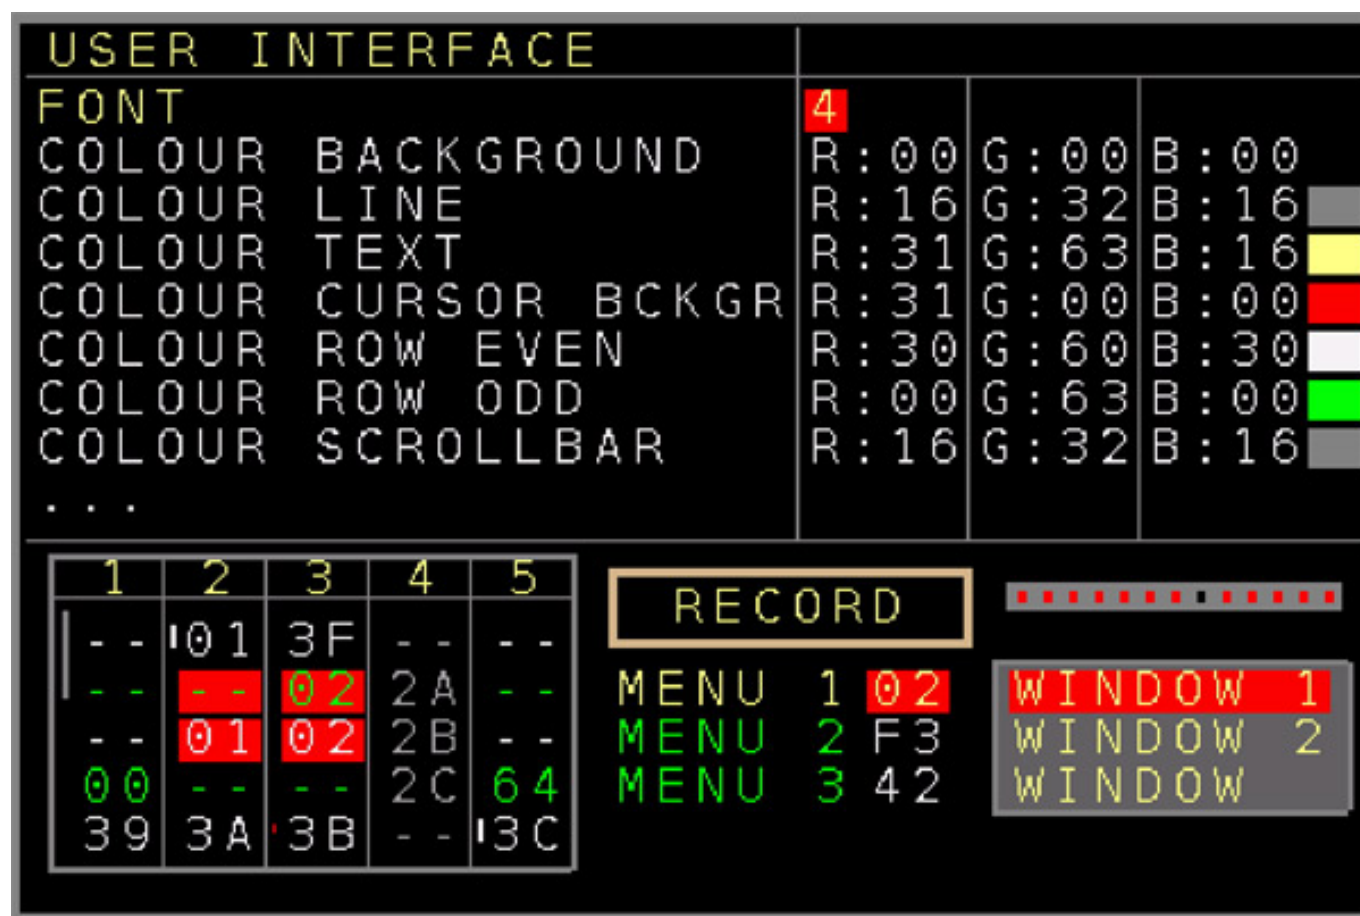 USER INTERFACE
FONT 4
COLOUR BACKGROUND R:00 G:00 B:00
COLOUR LINE R:16 G:32 B:16
COLOUR TEXT R:31 G:63 B:16
COLOUR CURSOR BCKGR R:31 G:00 B:00
COLOUR ROW EVEN R:30 G:60 B:30
COLOUR ROW ODD R:00 G:63 B:00
COLOUR SCROLLBAR R:16 G:32 B:16
...
1 2 3 4 5
-- 01 3F -- --
-- -- 02 2A --
-- 01 02 2B --
00 -- -- 2C 64
39 3A 3B -- 3C
RECORD
MENU 1 02
MENU 2 F3
MENU 3 42
WINDOW 1
WINDOW 2
WINDOW